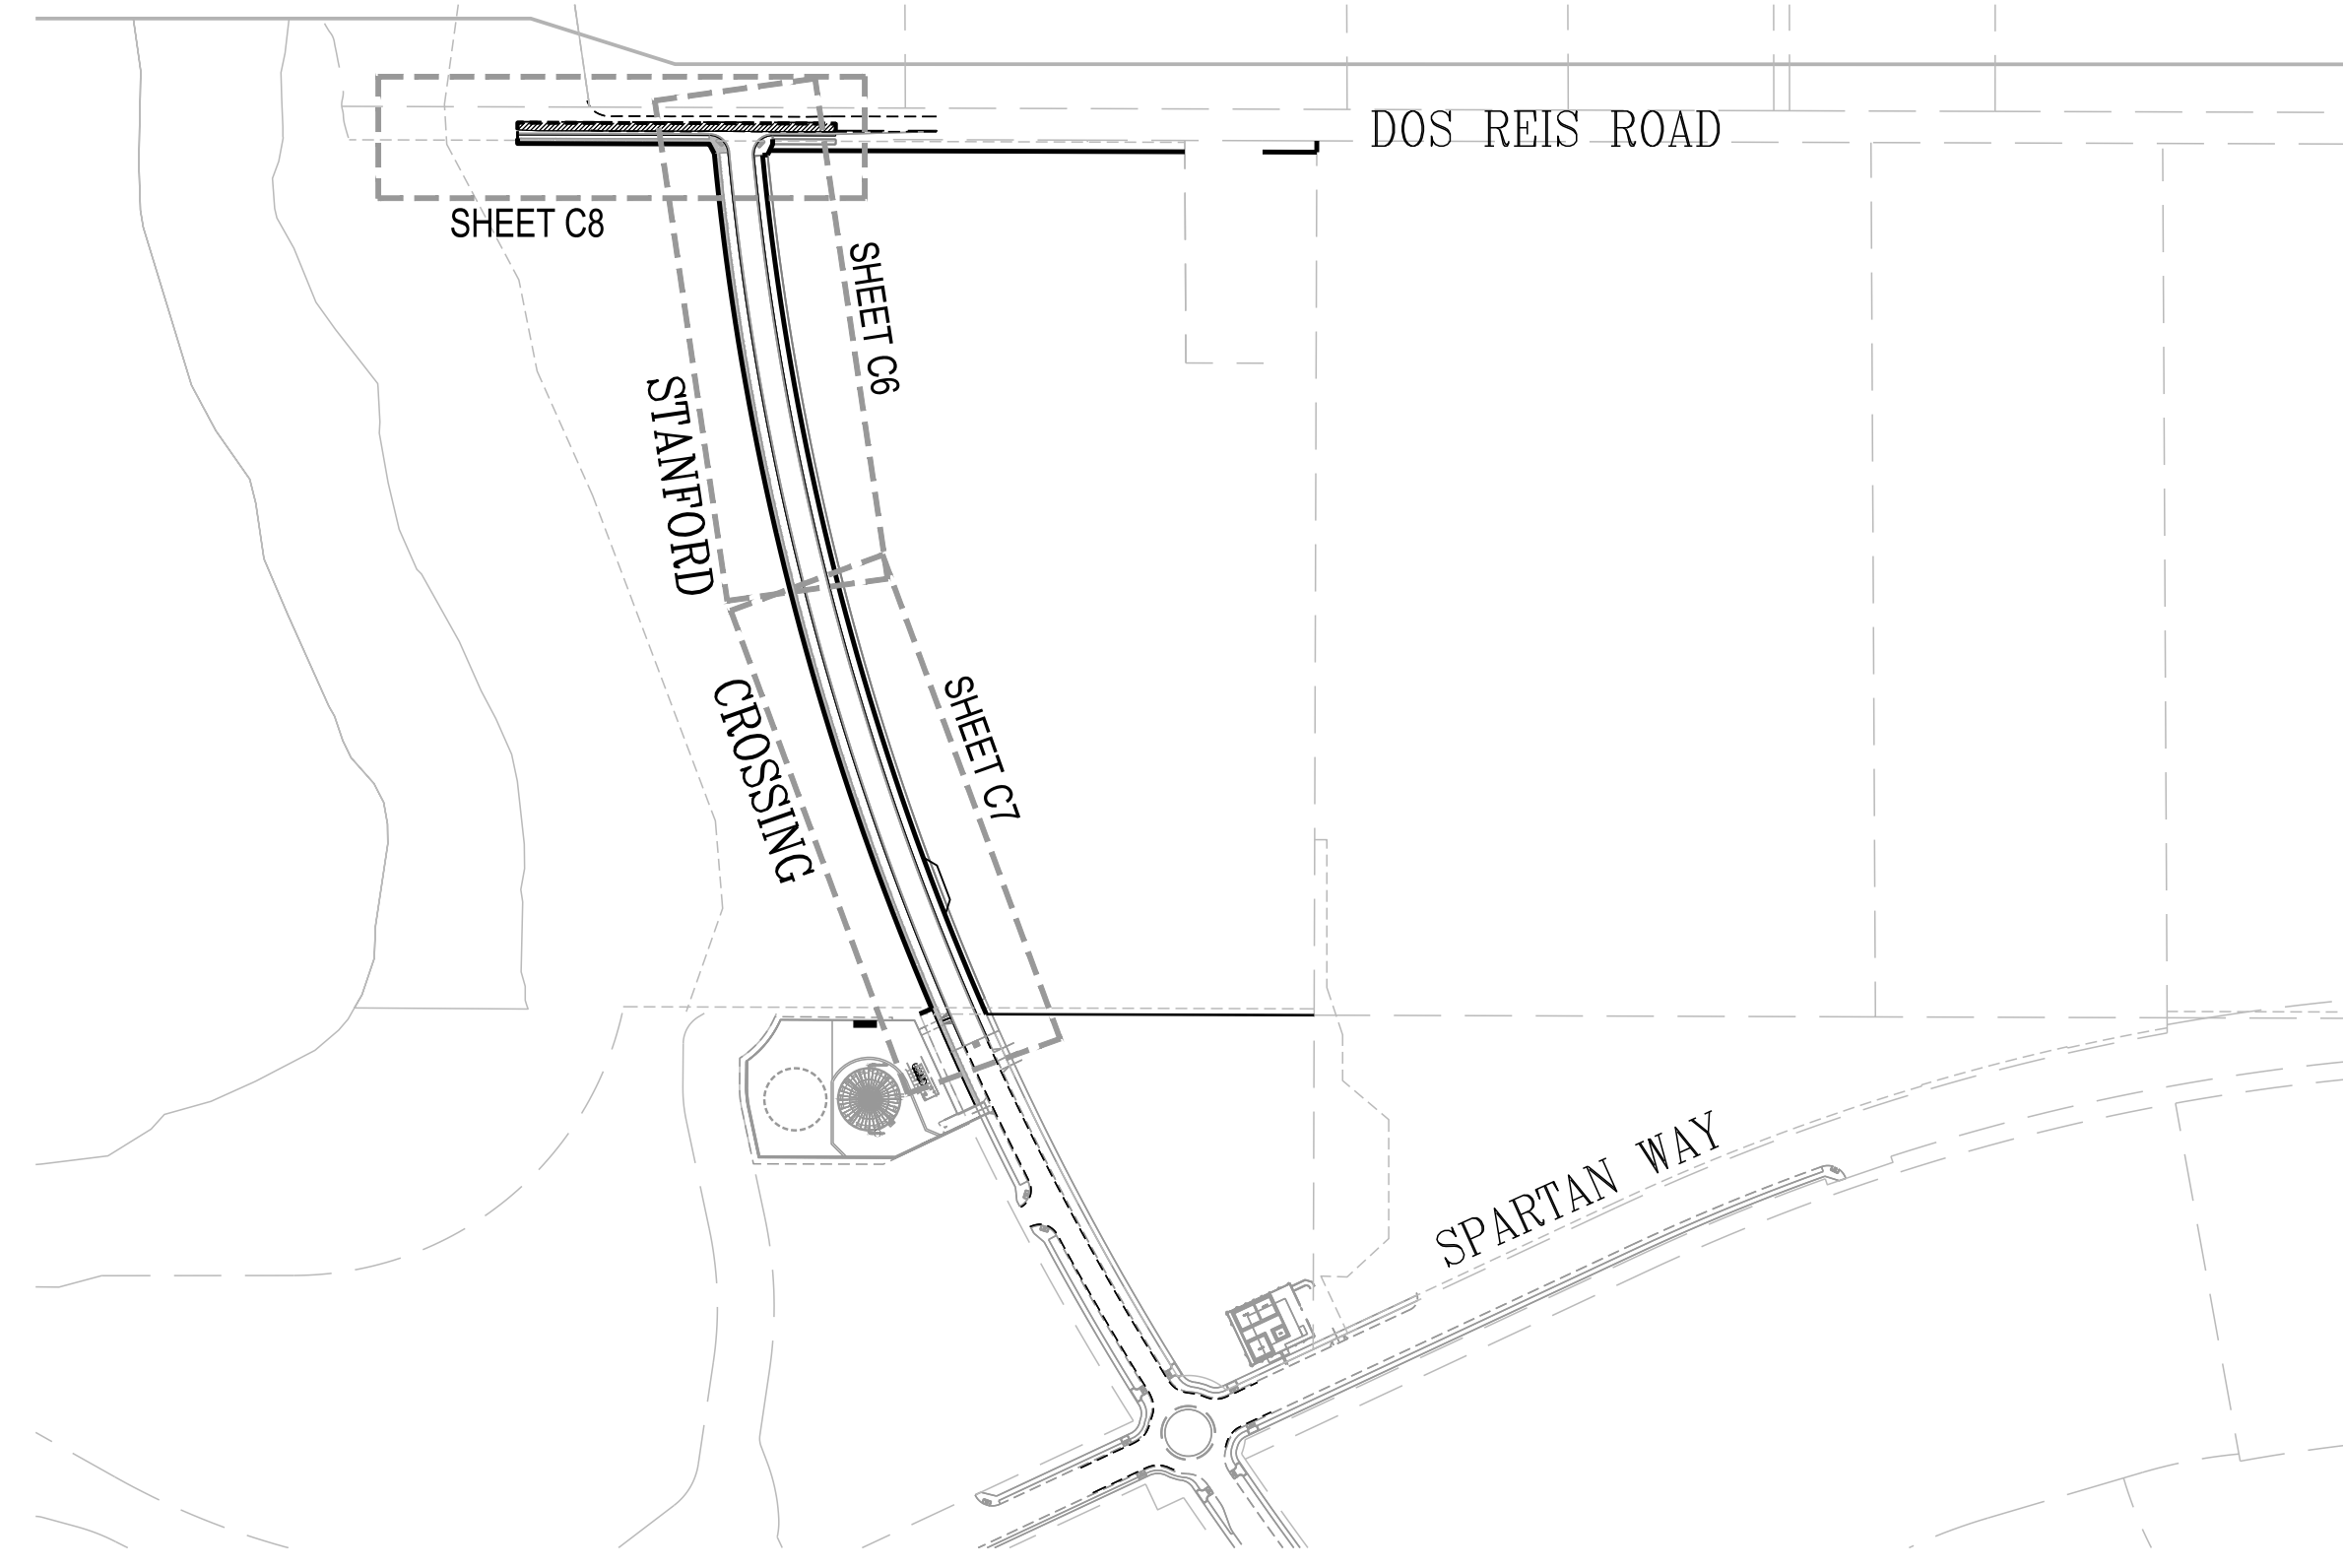 DOS REIS ROAD
SHEET C8
SHEET C6
STANFORD
CROSSING
SHEET C7
SPARTAN WAY